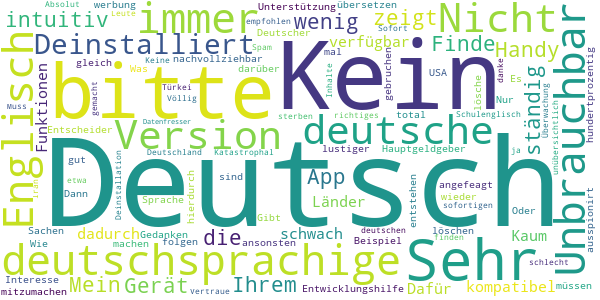 Absolut
werbung
Leute
immer
empfohlen
Unterstützung
wenig
übersetzen
Sofort
Nicht
intuitiv
Spam
Deutscher
zeigt
Deinstalliert
nachvollziehbar
verfügbar
Finde
Handy
Keine
mal
gleich
Was
darüber
Inhalte
gebrochen
USA
danke
Es
Kein
bitte
Englisch
Funktionen
Türkei
Völlig
gemacht
lösche
Nur
ständig
Überwachung
unübersichtlich
hundertprozentig
Unbrauchbar
Muss
Datenfresser
sterben
richtiges
Schulenglisch
Entscheider
Version
deutsche
total
Hauptgeldgeber
lustiger
Deutschland
Katastrophal
ja
gut
Deutsch
iran
etwa
Dann
Deinstallation
Sprache
hierdurch
sind
App
Länder
entstehen
angefeagt
wieder
sofortigen
Oder
ausspionirt
Gibt
Sachen
dadurch
Gedanken
die
ansonsten
schwach
deutschen
Beispiel
löschen
Kaum
Wie
machen
folgen
finden
schlecht
deutschsprachige
Sehr
Interesse
mitzumachen
Mein
Gerät
Vertraue
Ihrem
Entwicklungshilfe
Dafür
kompatibel
müssen